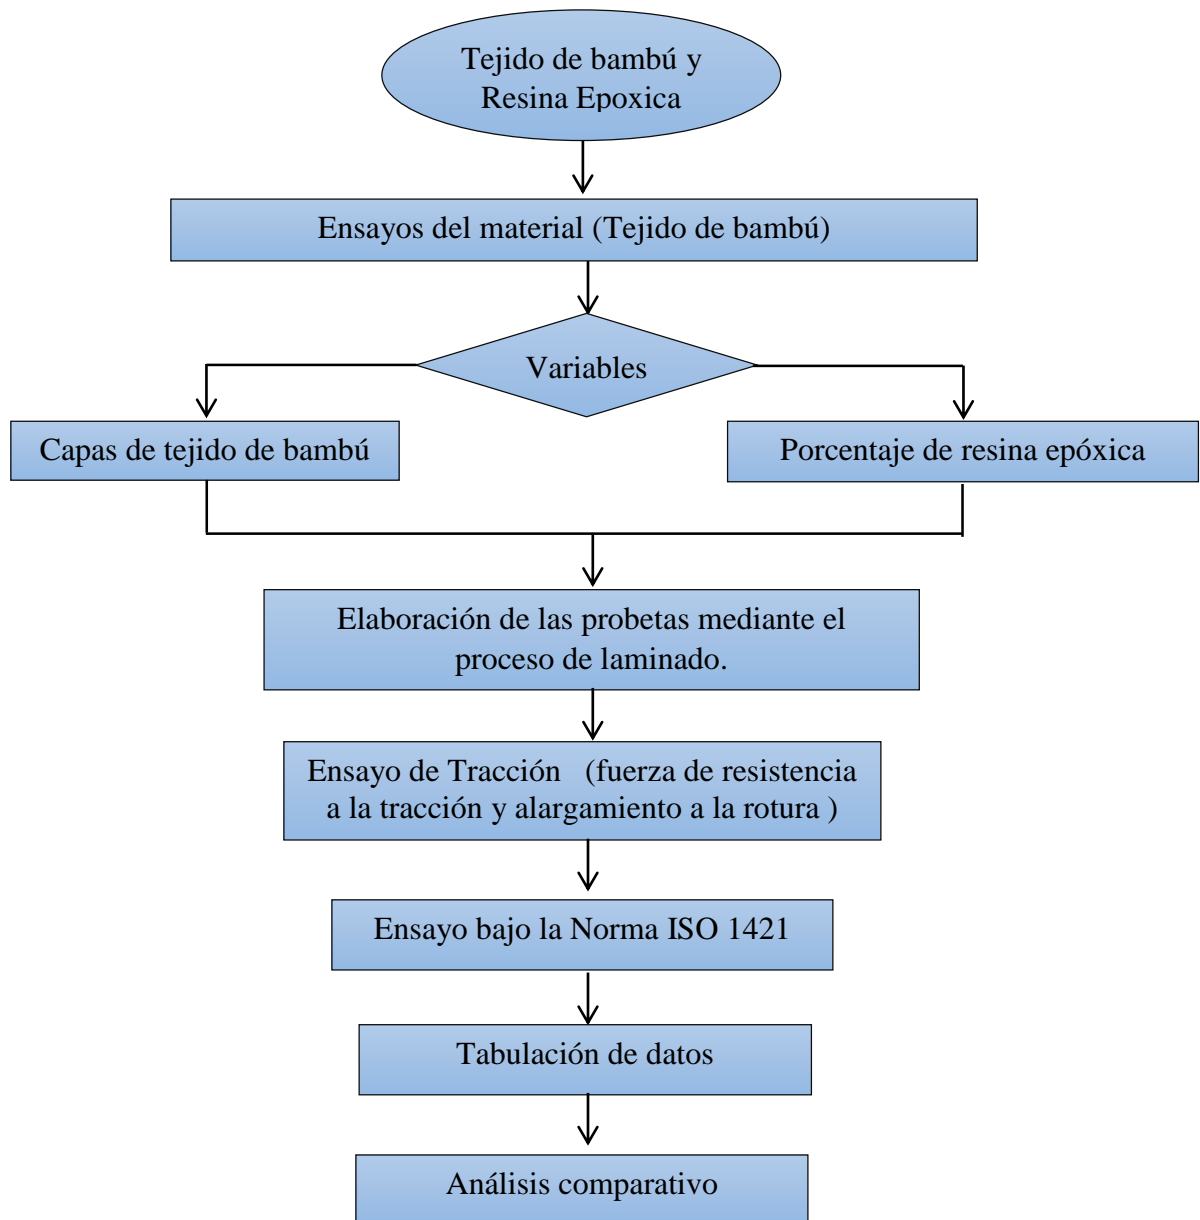 Tejido de bambú y
Resina Epoxica
Ensayos del material (Tejido de bambú)
Variables
Capas de tejido de bambú
Porcentaje de resina epóxica
Elaboración de las probetas mediante el
proceso de laminado.
Ensayo de Tracción (fuerza de resistencia
a la tracción y alargamiento a la rotura )
Ensayo bajo la Norma ISO 1421
Tabulación de datos
Análisis comparativo